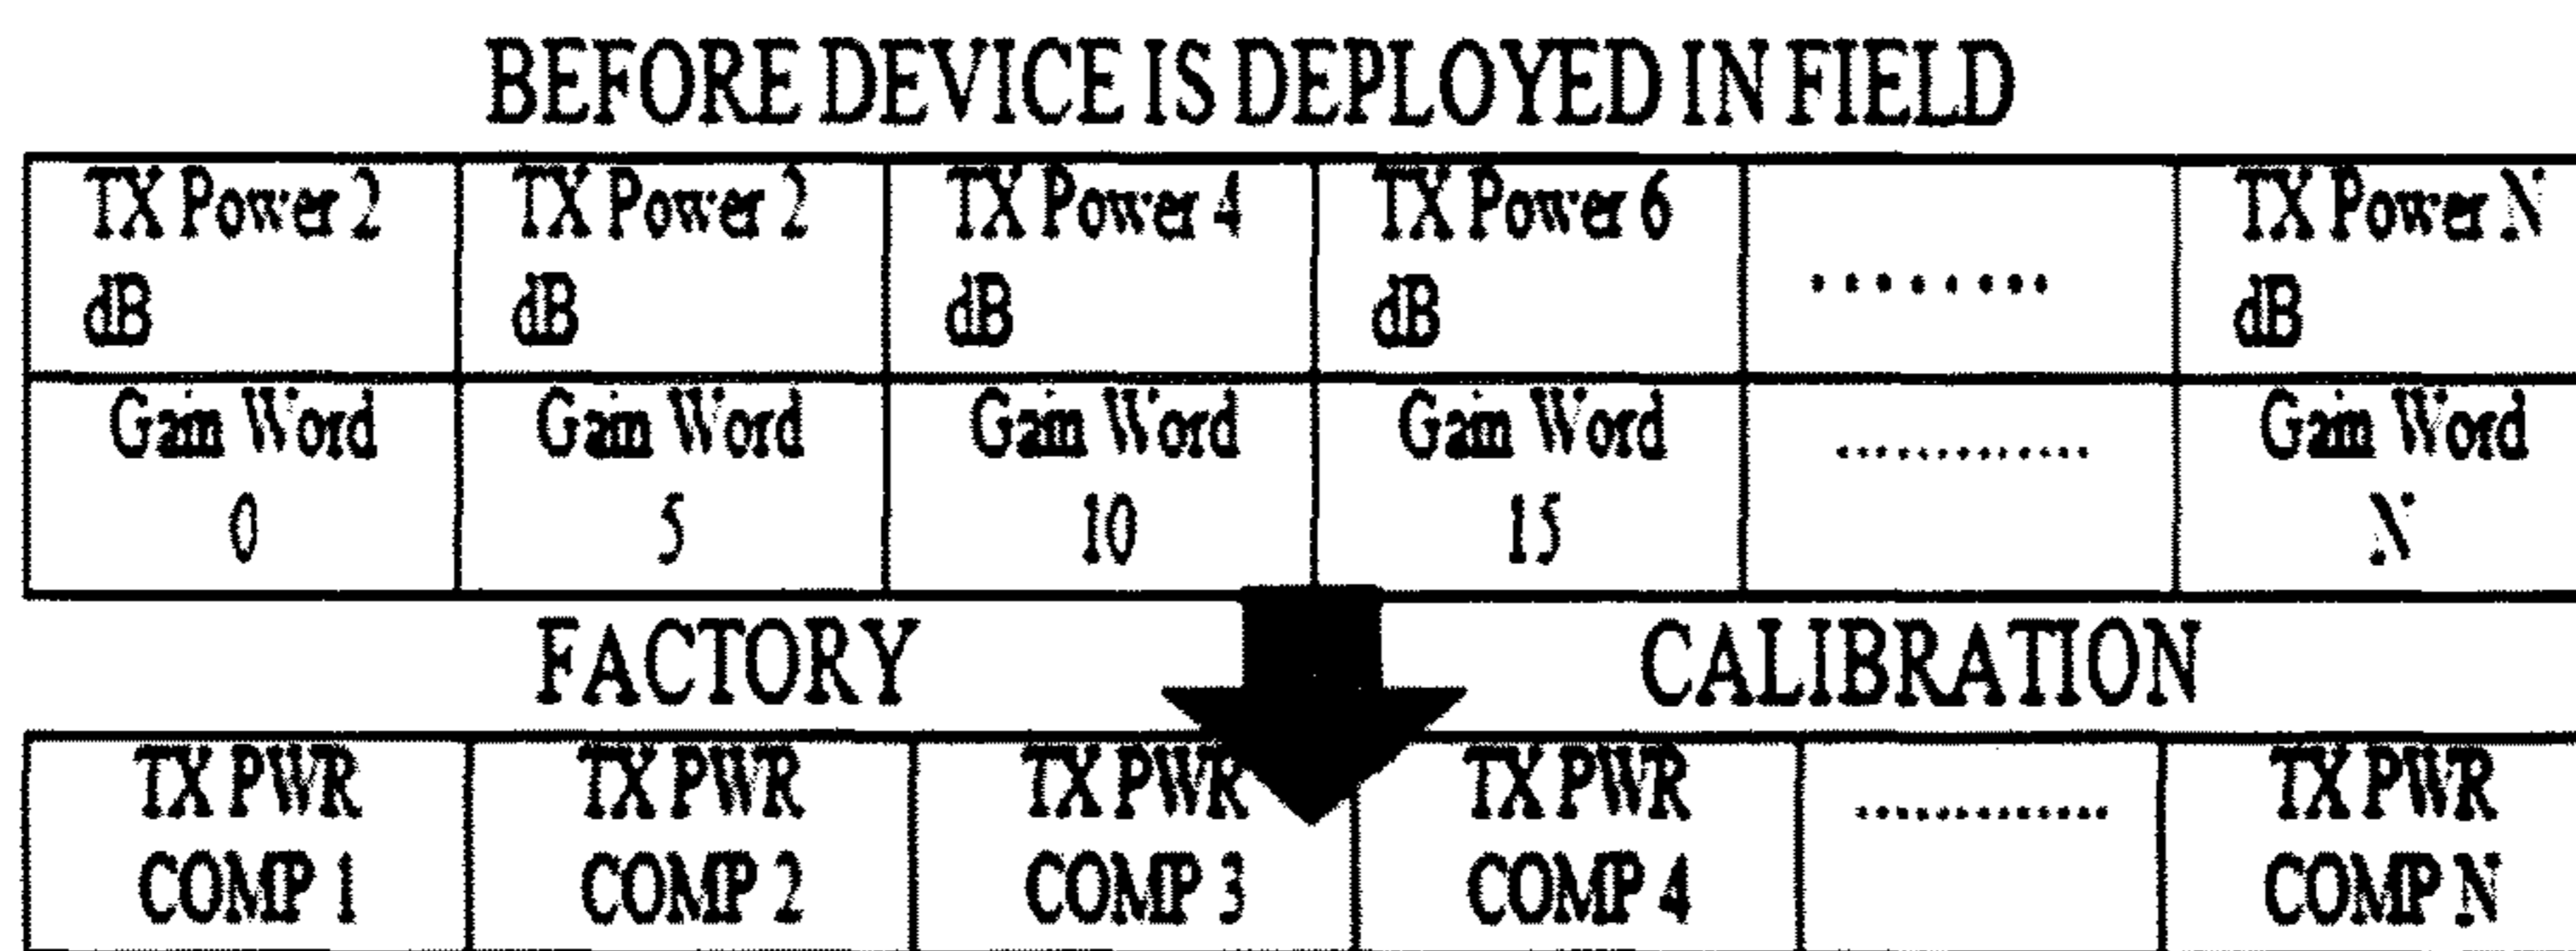 BEFORE DEVICE IS DEPLOYED IN FIELD
TX Power 2 TX Power 2 TX Power 4 TX Power 6 ........ TX Power N
dB dB dB dB dB
Gain Word Gain Word Gain Word Gain Word ............. Gain Word
0 5 10 15 N
FACTORY CALIBRATION
TX PWR TX PWR TX PWR TX PWR ............. TX PWR
COMP 1 COMP 2 COMP 3 COMP 4 COMP N